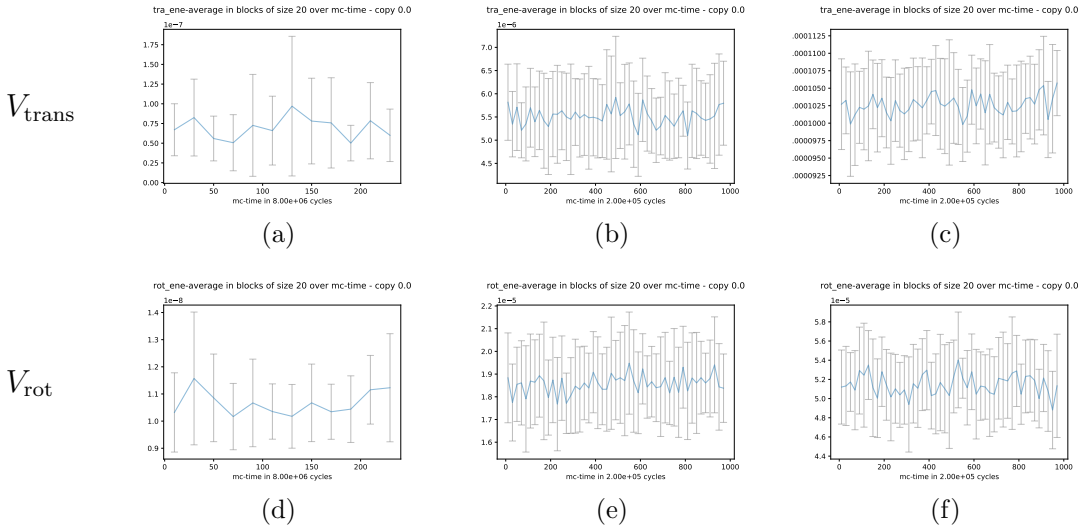 tra_ene-average in blocks of size 20 over mc-time - copy 0.0
1e−7
1.75
1.50
1.25
1.00
0.75
0.50
0.25
0.00
0 50 100 150 200
mc-time in 8.00e+06 cycles
(a)
tra_ene-average in blocks of size 20 over mc-time - copy 0.0
1e−6
7.0
6.5
6.0
5.5
5.0
4.5
0 200 400 600 800 1000
mc-time in 2.00e+05 cycles
(b)
tra_ene-average in blocks of size 20 over mc-time - copy 0.0
.0001125
.0001100
.0001075
.0001050
.0001025
.0001000
.0000975
.0000950
.0000925
0 200 400 600 800 1000
mc-time in 2.00e+05 cycles
(c)
V_trans
rot_ene-average in blocks of size 20 over mc-time - copy 0.0
1e−8
1.4
1.3
1.2
1.1
1.0
0.9
0 50 100 150 200
mc-time in 8.00e+06 cycles
(d)
rot_ene-average in blocks of size 20 over mc-time - copy 0.0
1e−5
2.2
2.1
2.0
1.9
1.8
1.7
1.6
0 200 400 600 800 1000
mc-time in 2.00e+05 cycles
(e)
rot_ene-average in blocks of size 20 over mc-time - copy 0.0
1e−5
5.8
5.6
5.4
5.2
5.0
4.8
4.6
4.4
0 200 400 600 800 1000
mc-time in 2.00e+05 cycles
(f)
V_rot